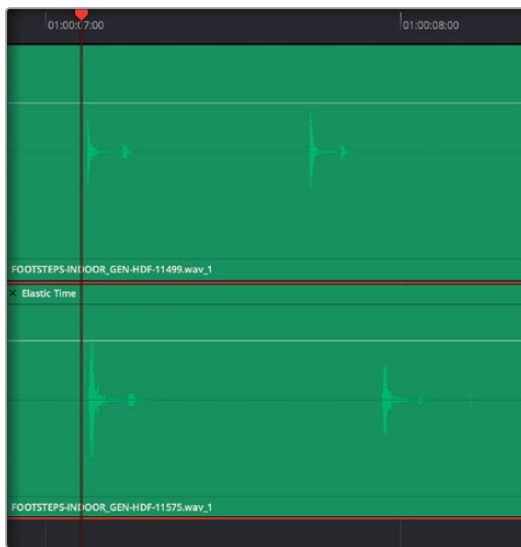 01:00:07:00
01:00:08:00
FOOTSTEPS-INDOOR_GEN-HDF-11499.wav_1
× Elastic Time
FOOTSTEPS-INDOOR_GEN-HDF-11575.wav_1